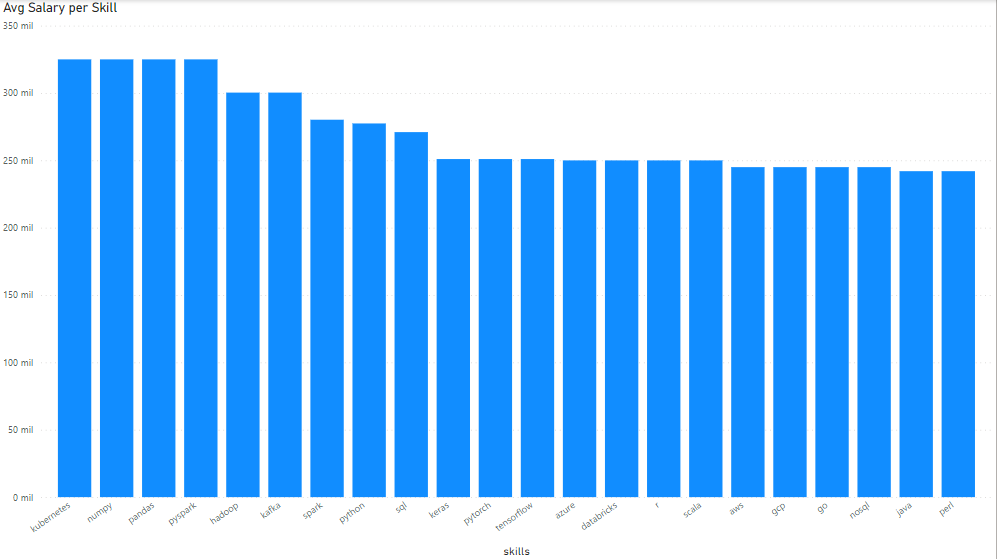 Avg Salary per Skill
350 mil
300 mil
250 mil
200 mil
150 mil
100 mil
50 mil
0 mil
kubernetes
numpy
pandas
pyspark
hadoop
kafka
spark
python
sql
keras
pytorch
tensorflow
azure
databricks
r
scala
aws
gcp
go
nosql
java
perl
skills